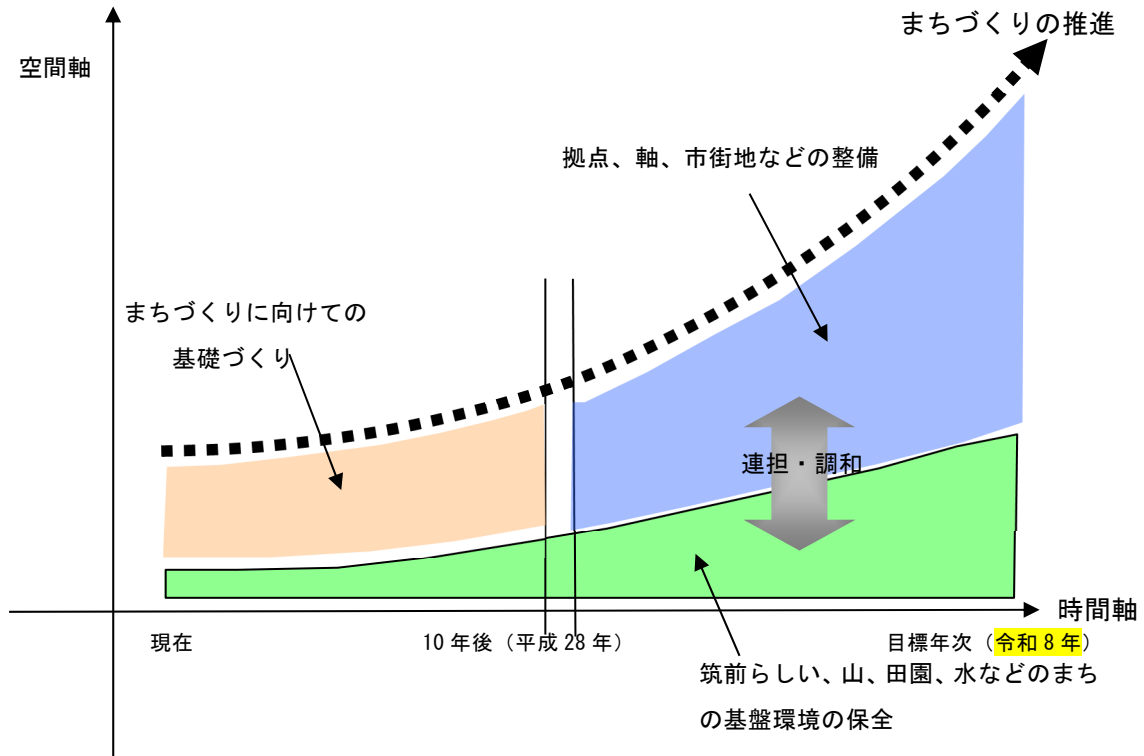 まちづくりの推進
空間軸
拠点、軸、市街地などの整備
まちづくりに向けての
基礎づくり
連担・調和
時間軸
現在
10年後（平成28年）
目標年次（令和8年）
筑前らしい、山、田園、水などのまち
の基盤環境の保全